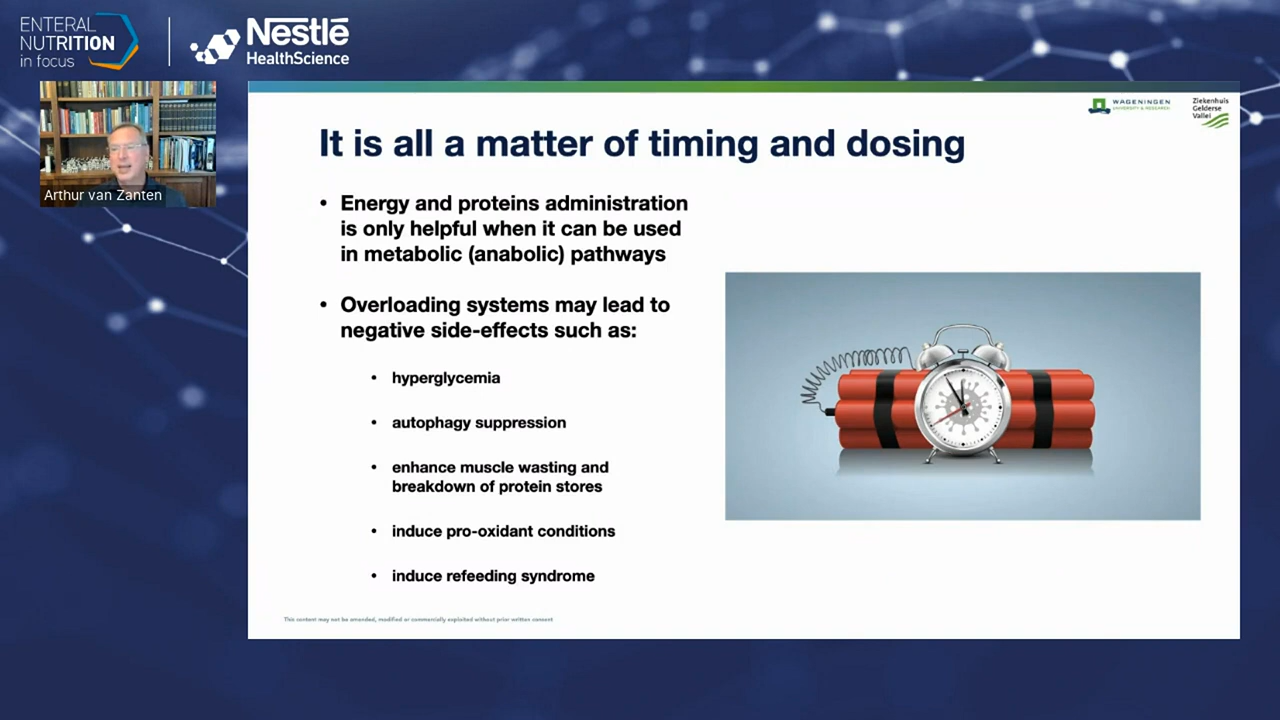 ENTERAL
NUTRITION
in focus
Nestlé
HealthScience
Arthur van Zanten
WAGENINGEN
UNIVERSITY & RESEARCH
Ziekenhuis
Gelderse
Vallei
It is all a matter of timing and dosing
• Energy and proteins administration
is only helpful when it can be used
in metabolic (anabolic) pathways
• Overloading systems may lead to
negative side-effects such as:
• hyperglycemia
• autophagy suppression
• enhance muscle wasting and
breakdown of protein stores
• induce pro-oxidant conditions
• induce refeeding syndrome
This content may not be amended, modified or commercially exploited without prior written consent